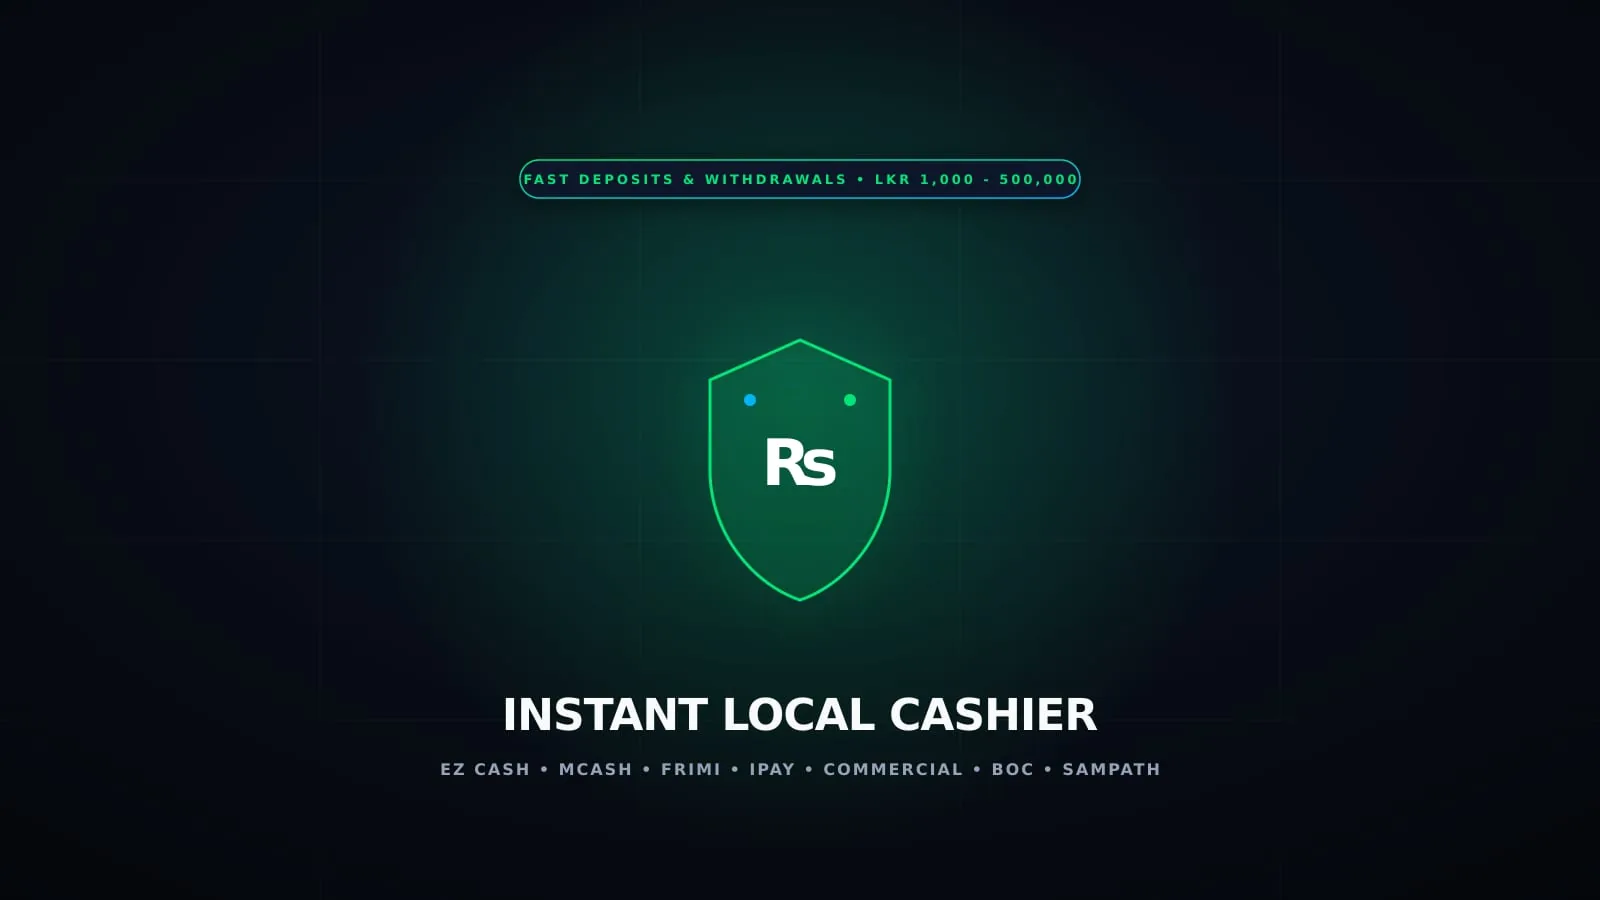 FAST DEPOSITS & WITHDRAWALS • LKR 1,000 - 500,000
Rs
INSTANT LOCAL CASHIER
EZ CASH • MCASH • FRIMI • IPAY • COMMERCIAL • BOC • SAMPATH